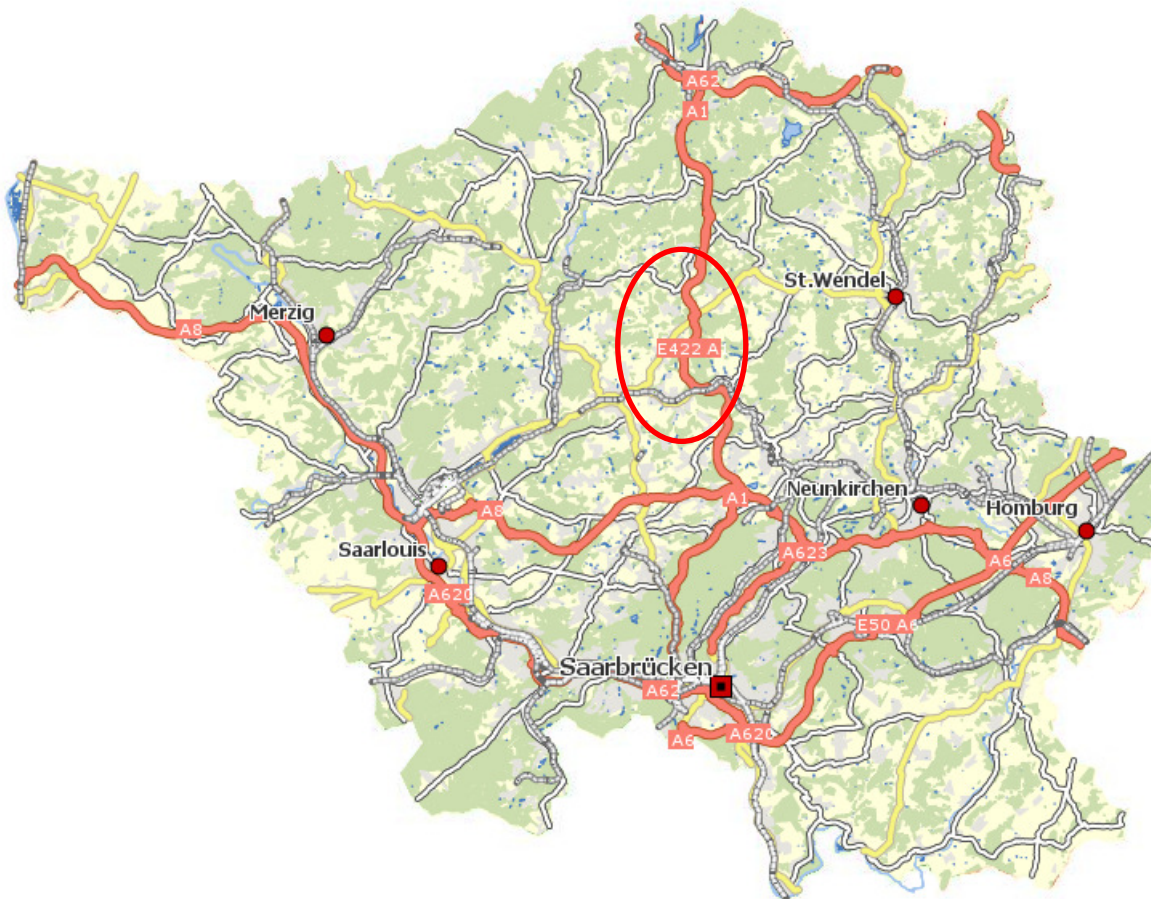 A62
A1
St.Wendel
Merzig
A8
E422 A
Neunkirchen
A1
Homburg
A8
Saarlouis
A623
A6
A8
A620
E50 A6
Saarbrücken
A62
A6
A620